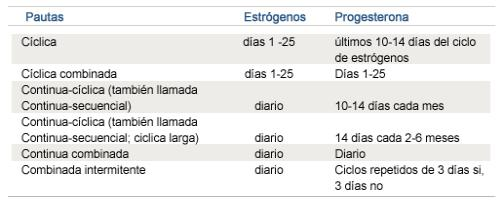 Pautas Estrógenos Progesterona
Cíclica días 1 -25 últimos 10-14 días del ciclo
de estrógenos
Cíclica combinada días 1-25 Días 1-25
Continua-cíclica (también llamada
Continua-secuencial) diario 10-14 días cada mes
Continua-cíclica (también llamada
Continua-secuencial; ciclica larga) diario 14 días cada 2-6 meses
Continua combinada diario Diario
Combinada intermitente diario Ciclos repetidos de 3 días si,
3 días no